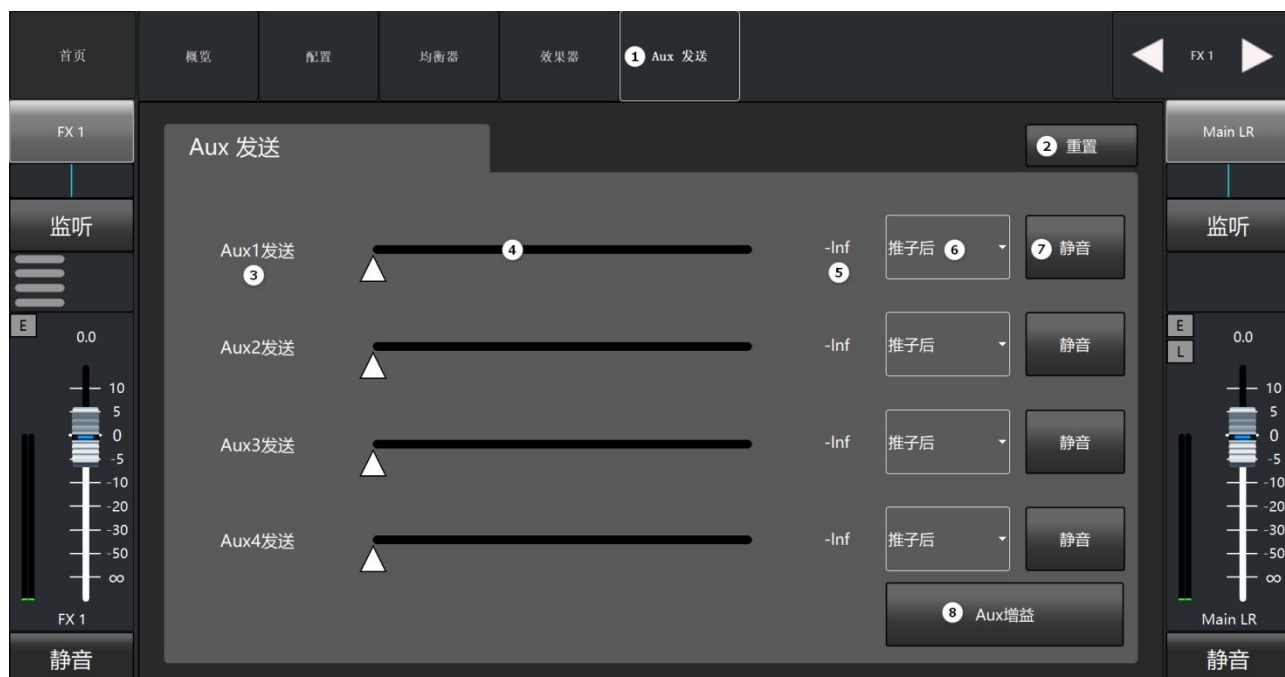 首页
概览
配置
均衡器
效果器
1 Aux 发送
FX 1
FX 1
Main LR
Aux 发送
2 重置
监听
监听
Aux1发送
3
4
-Inf
5
推子后 6
7 静音
E
0.0
10
5
0
-5
-10
-20
-30
-50
∞
FX 1
静音
Aux2发送
-Inf
推子后
静音
Aux3发送
-Inf
推子后
静音
Aux4发送
-Inf
推子后
静音
8 Aux增益
E
L
0.0
10
5
0
-5
-10
-20
-30
-50
∞
Main LR
静音